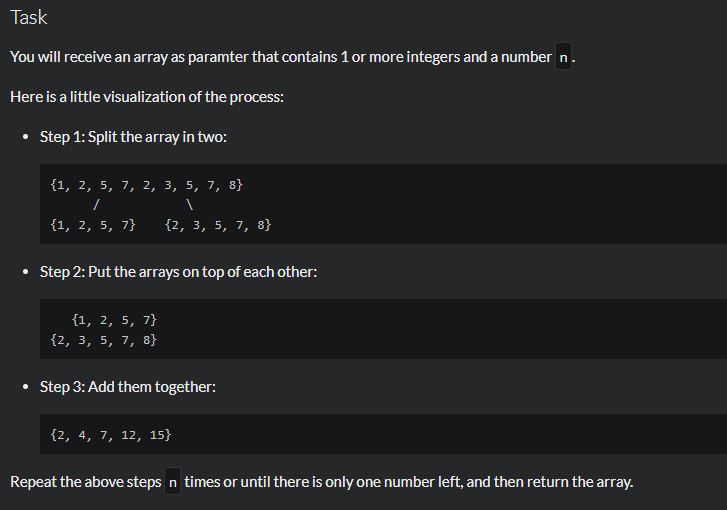 Task
You will receive an array as paramter that contains 1 or more integers and a number n .
Here is a little visualization of the process:
• Step 1: Split the array in two:
{1, 2, 5, 7, 2, 3, 5, 7, 8}
/ \
{1, 2, 5, 7} {2, 3, 5, 7, 8}
• Step 2: Put the arrays on top of each other:
{1, 2, 5, 7}
{2, 3, 5, 7, 8}
• Step 3: Add them together:
{2, 4, 7, 12, 15}
Repeat the above steps n times or until there is only one number left, and then return the array.